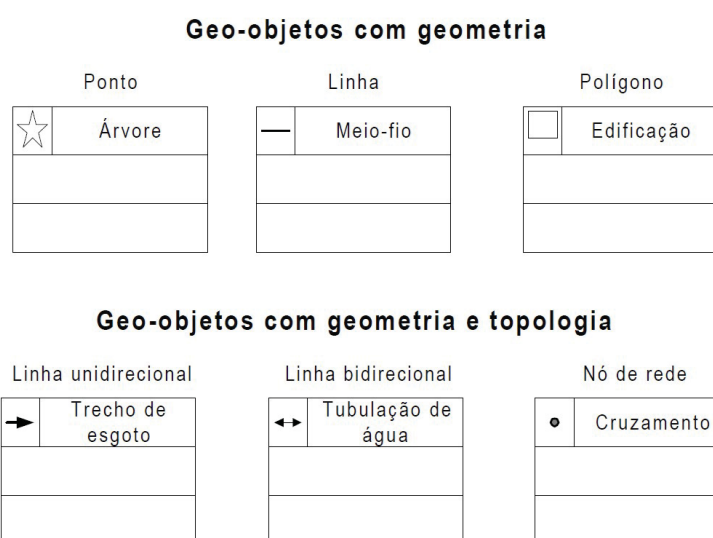 Geo-objetos com geometria
Ponto
Linha
Polígono
Árvore
Meio-fio
Edificação
Geo-objetos com geometria e topologia
Linha unidirecional
Linha bidirecional
Nó de rede
Trecho de
esgoto
Tubulação de
água
Cruzamento